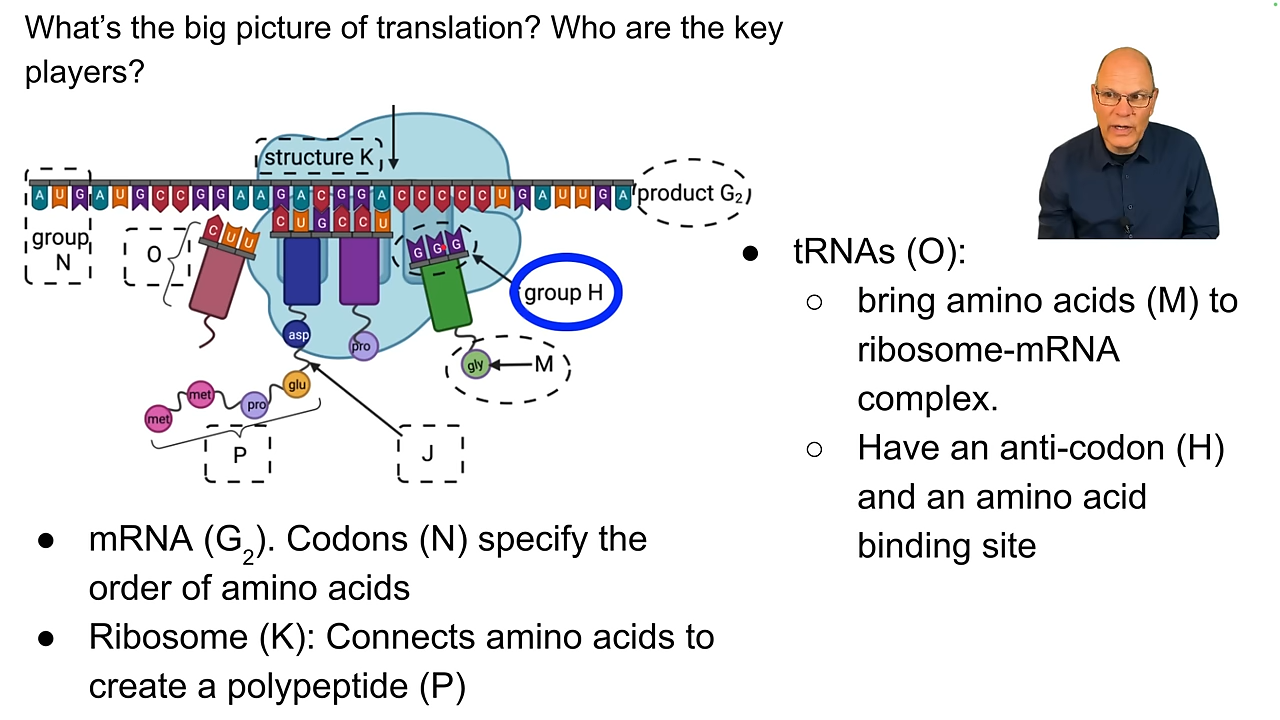 What's the big picture of translation? Who are the key
players?
structure K
A U G A U G C C G G A A G A C G G A C C C C C U G A U U G A
product G2
group
N
O
C U U
C U G C C U
G G G
group H
asp
pro
gly
M
glu
met
met
pro
P
J
● mRNA (G2). Codons (N) specify the
order of amino acids
● Ribosome (K): Connects amino acids to
create a polypeptide (P)
● tRNAs (O):
○ bring amino acids (M) to
ribosome-mRNA
complex.
○ Have an anti-codon (H)
and an amino acid
binding site